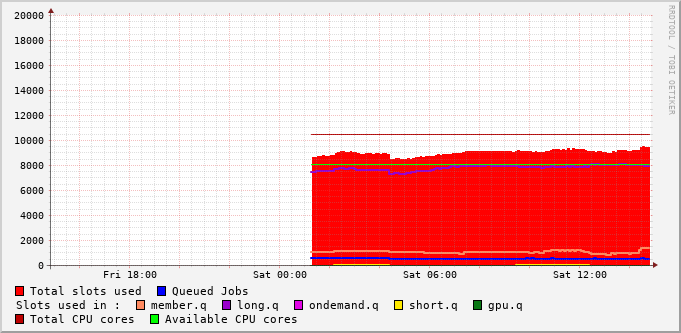 20000
18000
16000
14000
12000
10000
8000
6000
4000
2000
0
Fri 18:00 Sat 00:00 Sat 06:00 Sat 12:00
Total slots used Queued Jobs
Slots used in : member.q long.q ondemand.q short.q gpu.q
Total CPU cores Available CPU cores
RRDTOOL / TOBI OETIKER